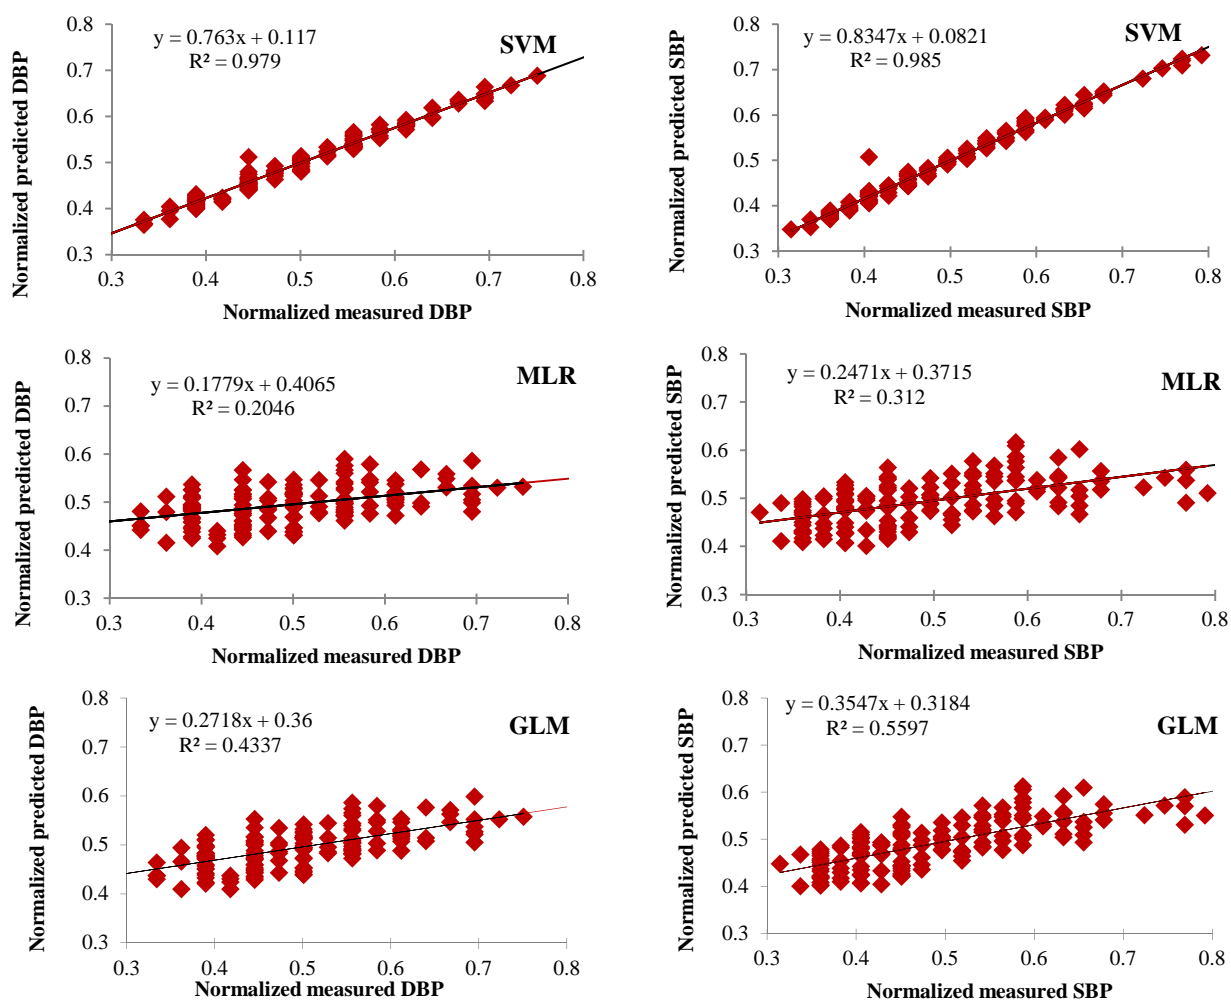 Normalized predicted DBP
y = 0.763x + 0.117
R² = 0.979
SVM
0.8
0.7
0.6
0.5
0.4
0.3
0.3 0.4 0.5 0.6 0.7 0.8
Normalized measured DBP
Normalized predicted SBP
y = 0.8347x + 0.0821
R² = 0.985
SVM
0.8
0.7
0.6
0.5
0.4
0.3
0.3 0.4 0.5 0.6 0.7 0.8
Normalized measured SBP
Normalized predicted DBP
y = 0.1779x + 0.4065
R² = 0.2046
MLR
0.8
0.7
0.6
0.5
0.4
0.3
0.3 0.4 0.5 0.6 0.7 0.8
Normalized measured DBP
Normalized predicted SBP
y = 0.2471x + 0.3715
R² = 0.312
MLR
0.8
0.7
0.6
0.5
0.4
0.3
0.3 0.4 0.5 0.6 0.7 0.8
Normalized measured SBP
Normalized predicted DBP
y = 0.2718x + 0.36
R² = 0.4337
GLM
0.8
0.7
0.6
0.5
0.4
0.3
0.3 0.4 0.5 0.6 0.7 0.8
Normalized measured DBP
Normalized predicted SBP
y = 0.3547x + 0.3184
R² = 0.5597
GLM
0.8
0.7
0.6
0.5
0.4
0.3
0.3 0.4 0.5 0.6 0.7 0.8
Normalized measured SBP